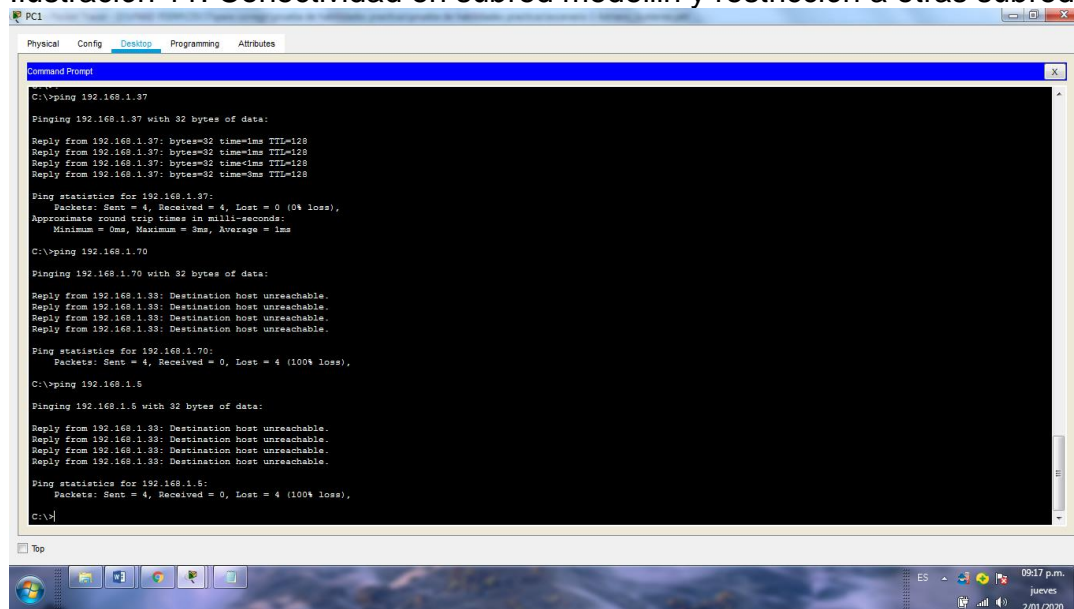 PC1
Physical Config Desktop Programming Attributes
Command Prompt X
C:\>ping 192.168.1.37
Pinging 192.168.1.37 with 32 bytes of data:
Reply from 192.168.1.37: bytes=32 time=1ms TTL=128
Reply from 192.168.1.37: bytes=32 time=1ms TTL=128
Reply from 192.168.1.37: bytes=32 time<1ms TTL=128
Reply from 192.168.1.37: bytes=32 time=3ms TTL=128
Ping statistics for 192.168.1.37:
Packets: Sent = 4, Received = 4, Lost = 0 (0% loss),
Approximate round trip times in milli-seconds:
Minimum = 0ms, Maximum = 3ms, Average = 1ms
C:\>ping 192.168.1.70
Pinging 192.168.1.70 with 32 bytes of data:
Reply from 192.168.1.33: Destination host unreachable.
Reply from 192.168.1.33: Destination host unreachable.
Reply from 192.168.1.33: Destination host unreachable.
Reply from 192.168.1.33: Destination host unreachable.
Ping statistics for 192.168.1.70:
Packets: Sent = 4, Received = 0, Lost = 4 (100% loss),
C:\>ping 192.168.1.5
Pinging 192.168.1.5 with 32 bytes of data:
Reply from 192.168.1.33: Destination host unreachable.
Reply from 192.168.1.33: Destination host unreachable.
Reply from 192.168.1.33: Destination host unreachable.
Reply from 192.168.1.33: Destination host unreachable.
Ping statistics for 192.168.1.5:
Packets: Sent = 4, Received = 0, Lost = 4 (100% loss),
C:\>
Top
ES 09:17 p.m.
jueves
2/01/2020